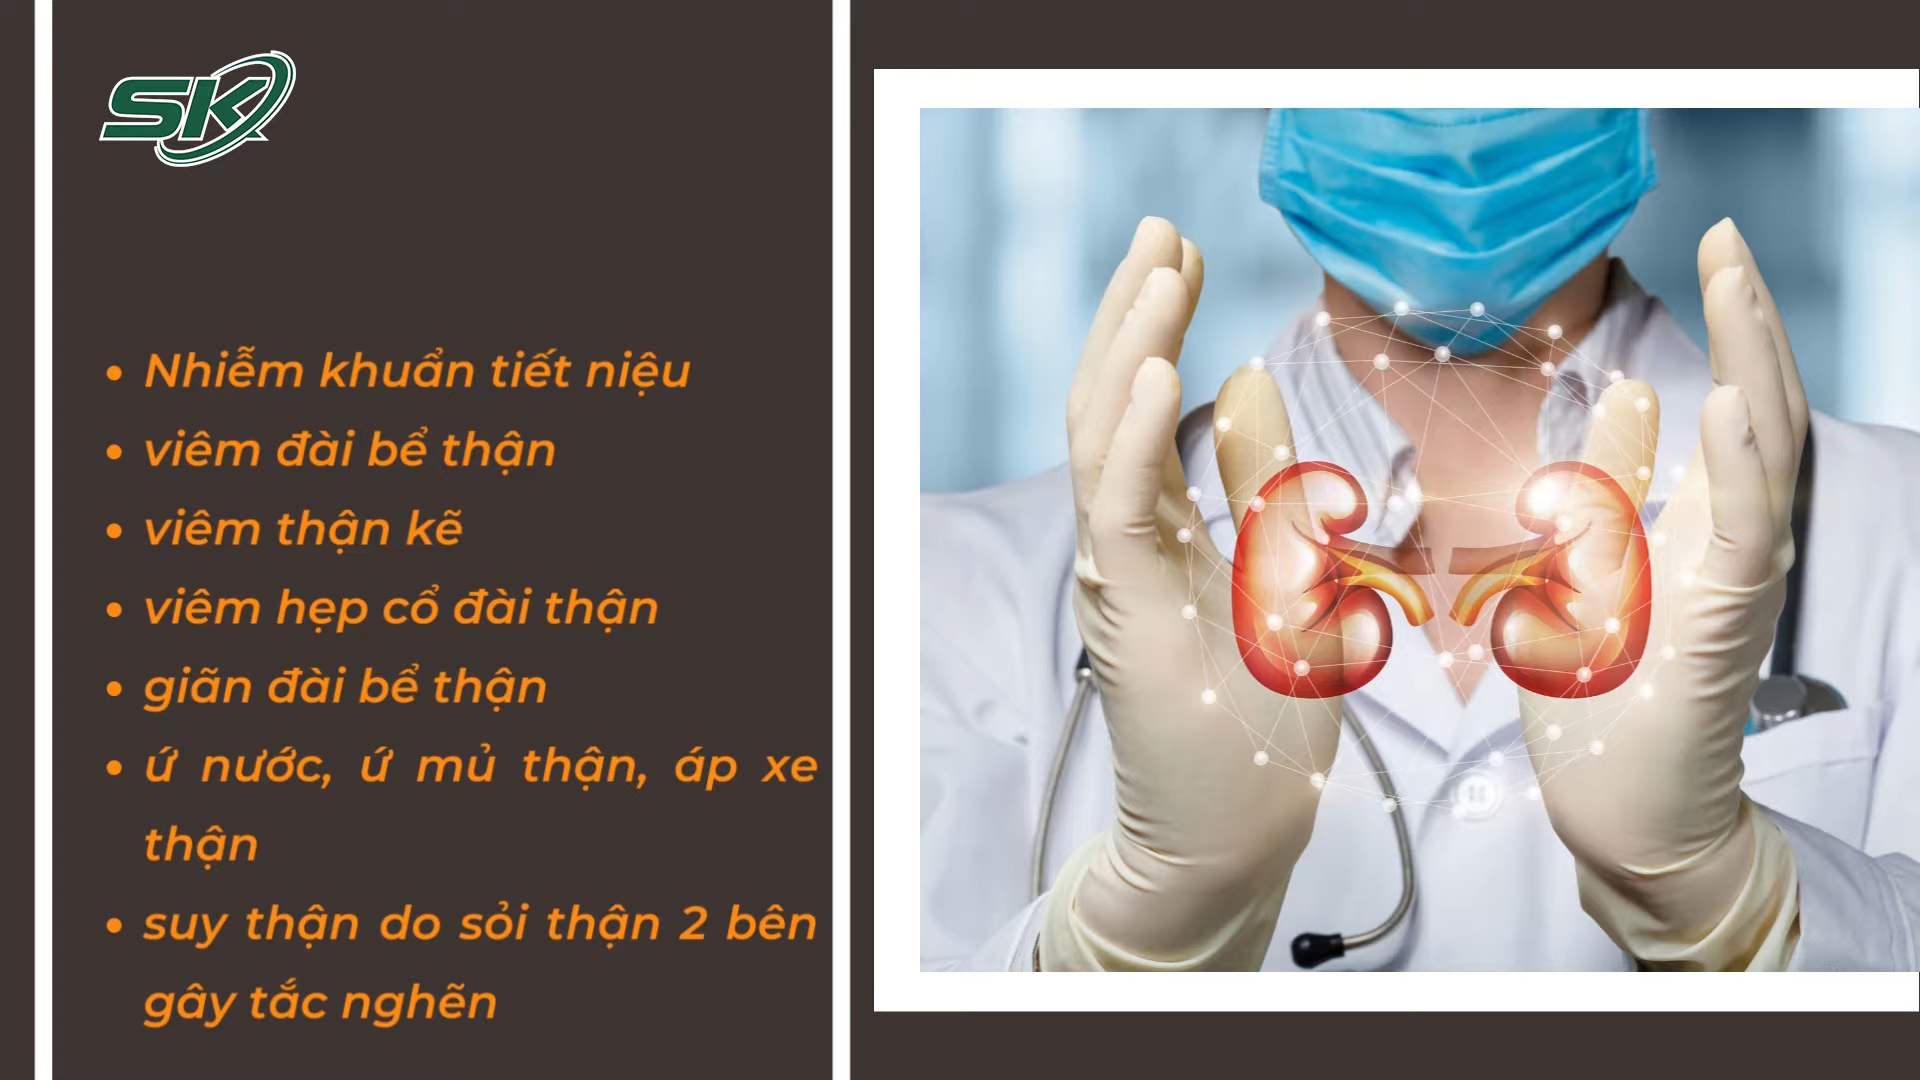 SK
Nhiễm khuẩn tiết niệu
viêm đài bể thận
viêm thận kẽ
viêm hẹp cổ đài thận
giãn đài bể thận
ứ nước, ứ mủ thận, áp xe
thận
suy thận do sỏi thận 2 bên
gây tắc nghẽn